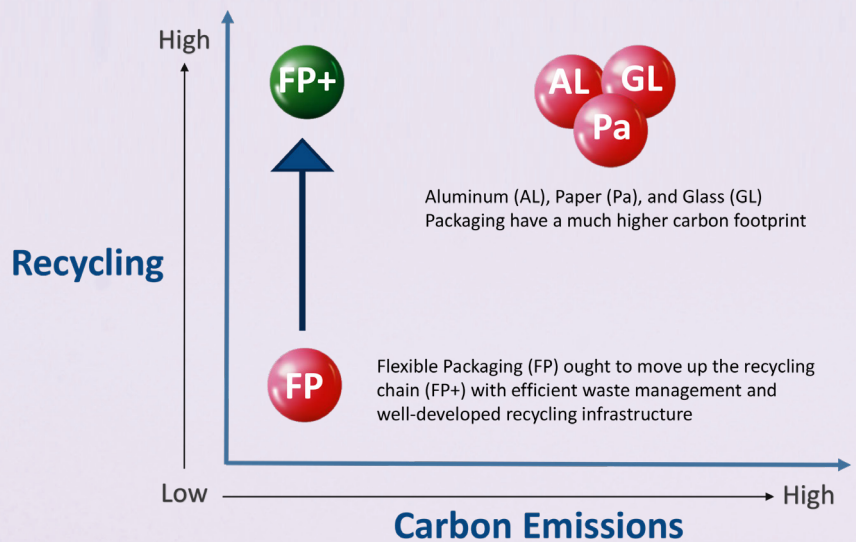 High
FP+
AL
GL
Pa
Aluminum (AL), Paper (Pa), and Glass (GL)
Packaging have a much higher carbon footprint
Recycling
FP
Flexible Packaging (FP) ought to move up the recycling
chain (FP+) with efficient waste management and
well-developed recycling infrastructure
Low
High
Carbon Emissions